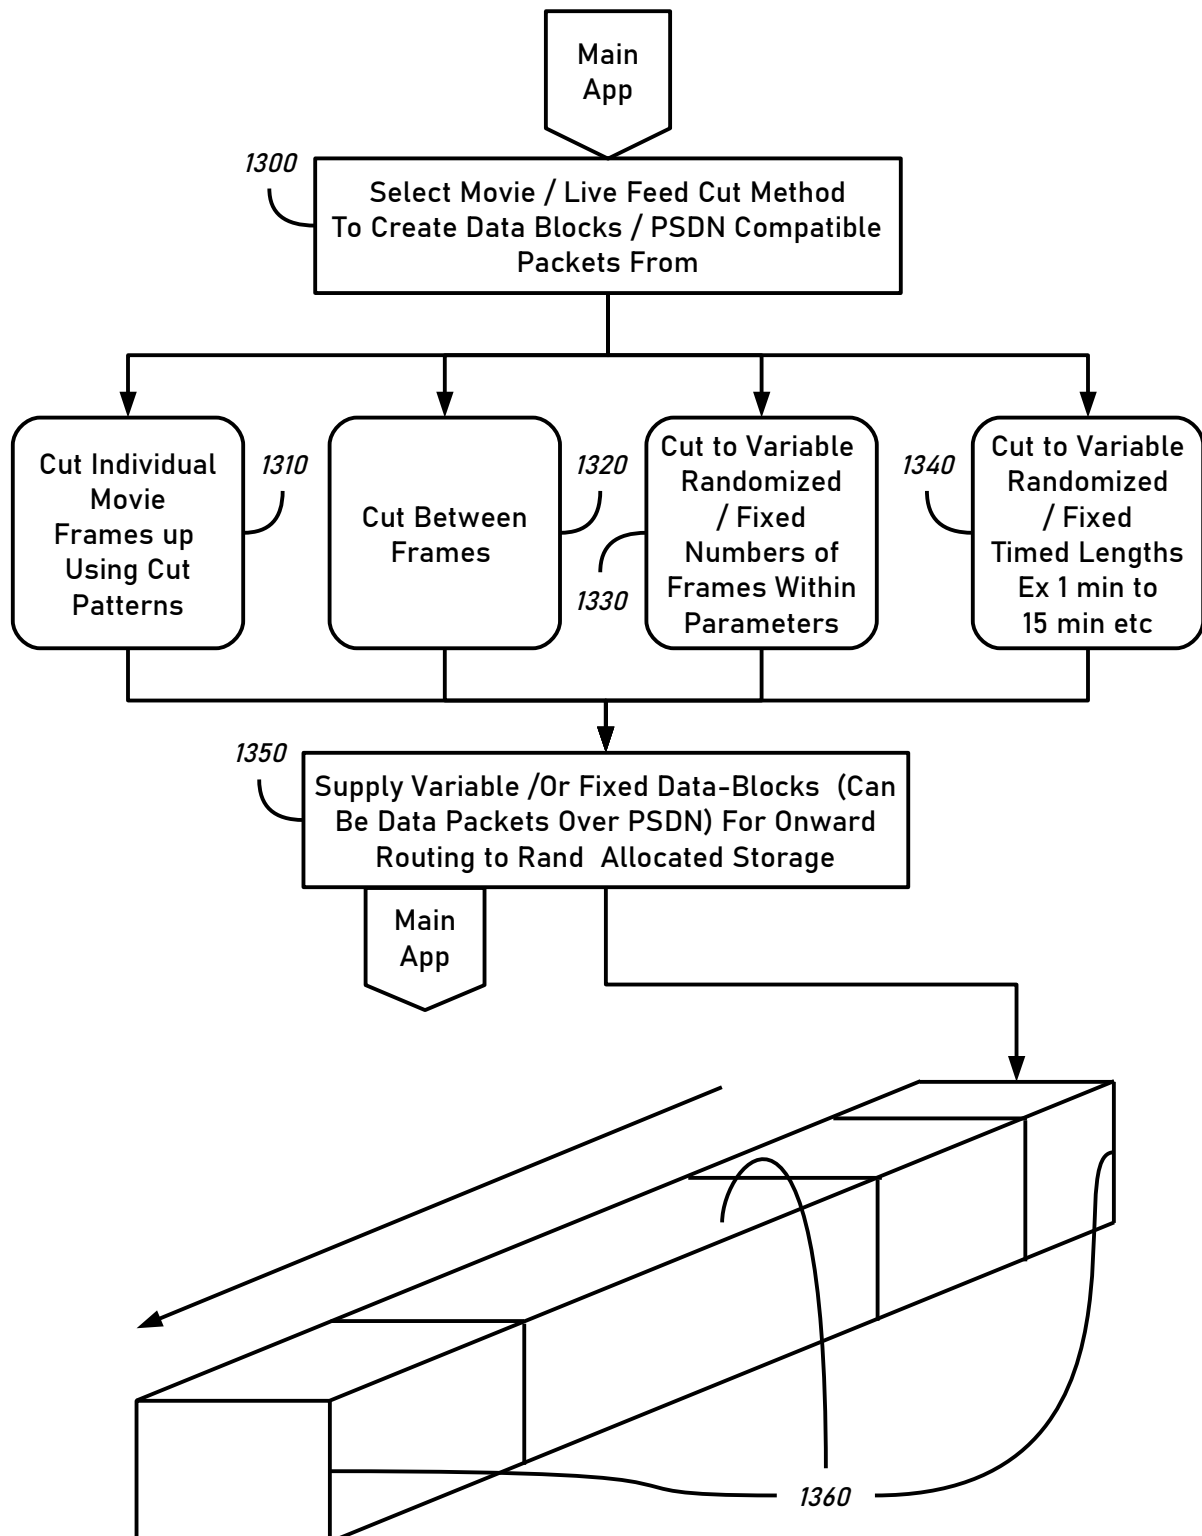 Main
App
1300
Select Movie / Live Feed Cut Method
To Create Data Blocks / PSDN Compatible
Packets From
Cut Individual
Movie
Frames up
Using Cut
Patterns
1310
Cut Between
Frames
1320
Cut to Variable
Randomized
/ Fixed
Numbers of
Frames Within
Parameters
1330
1340
Cut to Variable
Randomized
/ Fixed
Timed Lengths
Ex 1 min to
15 min etc
1350
Supply Variable /Or Fixed Data-Blocks (Can
Be Data Packets Over PSDN) For Onward
Routing to Rand Allocated Storage
Main
App
1360